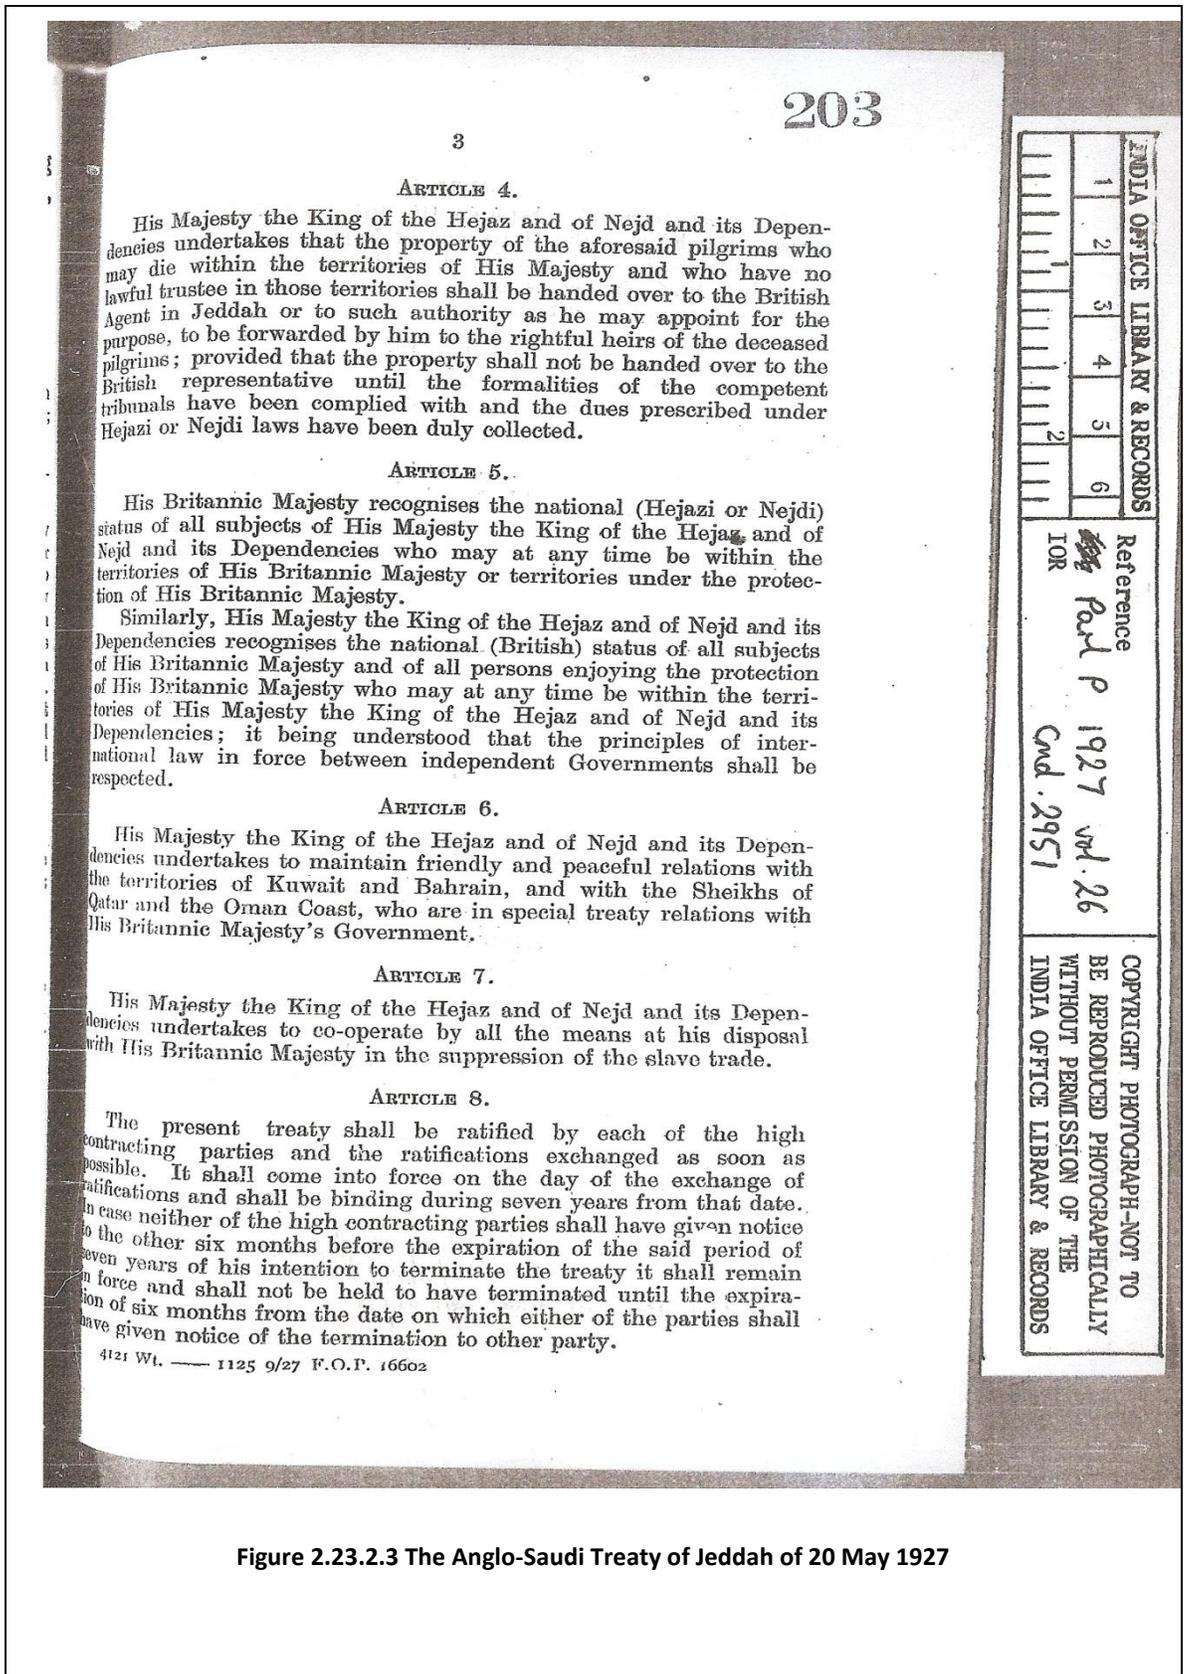 203
3
ARTICLE 4.
His Majesty the King of the Hejaz and of Nejd and its Depen-
dencies undertakes that the property of the aforesaid pilgrims who
may die within the territories of His Majesty and who have no
lawful trustee in those territories shall be handed over to the British
Agent in Jeddah or to such authority as he may appoint for the
purpose, to be forwarded by him to the rightful heirs of the deceased
pilgrims; provided that the property shall not be handed over to the
British representative until the formalities of the competent
tribunals have been complied with and the dues prescribed under
Hejazi or Nejdi laws have been duly collected.
ARTICLE 5.
His Britannic Majesty recognises the national (Hejazi or Nejdi)
status of all subjects of His Majesty the King of the Hejaz and of
Nejd and its Dependencies who may at any time be within the
territories of His Britannic Majesty or territories under the protec-
tion of His Britannic Majesty.
Similarly, His Majesty the King of the Hejaz and of Nejd and its
Dependencies recognises the national (British) status of all subjects
of His Britannic Majesty and of all persons enjoying the protection
of His Britannic Majesty who may at any time be within the terri-
tories of His Majesty the King of the Hejaz and of Nejd and its
Dependencies; it being understood that the principles of inter-
national law in force between independent Governments shall be
respected.
ARTICLE 6.
His Majesty the King of the Hejaz and of Nejd and its Depen-
dencies undertakes to maintain friendly and peaceful relations with
the territories of Kuwait and Bahrain, and with the Sheikhs of
Qatar and the Oman Coast, who are in special treaty relations with
His Britannic Majesty's Government.
ARTICLE 7.
His Majesty the King of the Hejaz and of Nejd and its Depen-
dencies undertakes to co-operate by all the means at his disposal
with His Britannic Majesty in the suppression of the slave trade.
ARTICLE 8.
The present treaty shall be ratified by each of the high
contracting parties and the ratifications exchanged as soon as
possible. It shall come into force on the day of the exchange of
ratifications and shall be binding during seven years from that date.
In case neither of the high contracting parties shall have given notice
to the other six months before the expiration of the said period of
seven years of his intention to terminate the treaty it shall remain
n force and shall not be held to have terminated until the expira-
ion of six months from the date on which either of the parties shall
have given notice of the termination to other party.
4121 Wt. — 1125 9/27 F.O.P. 16602
INDIA OFFICE LIBRARY & RECORDS
1 2 3 4 5 6
1 2
Reference
Parl P 1927 vol. 26
IOR Cmd. 2951
COPYRIGHT PHOTOGRAPH-NOT TO
BE REPRODUCED PHOTOGRAPHICALLY
WITHOUT PERMISSION OF THE
INDIA OFFICE LIBRARY & RECORDS
Figure 2.23.2.3 The Anglo-Saudi Treaty of Jeddah of 20 May 1927